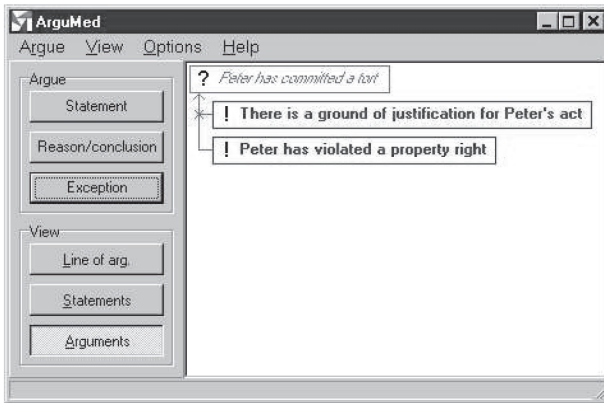 ArguMed
Argue View Options Help
Argue
Statement
Reason/conclusion
Exception
View
Line of arg.
Statements
Arguments
? Peter has committed a tort
! There is a ground of justification for Peter's act
! Peter has violated a property right